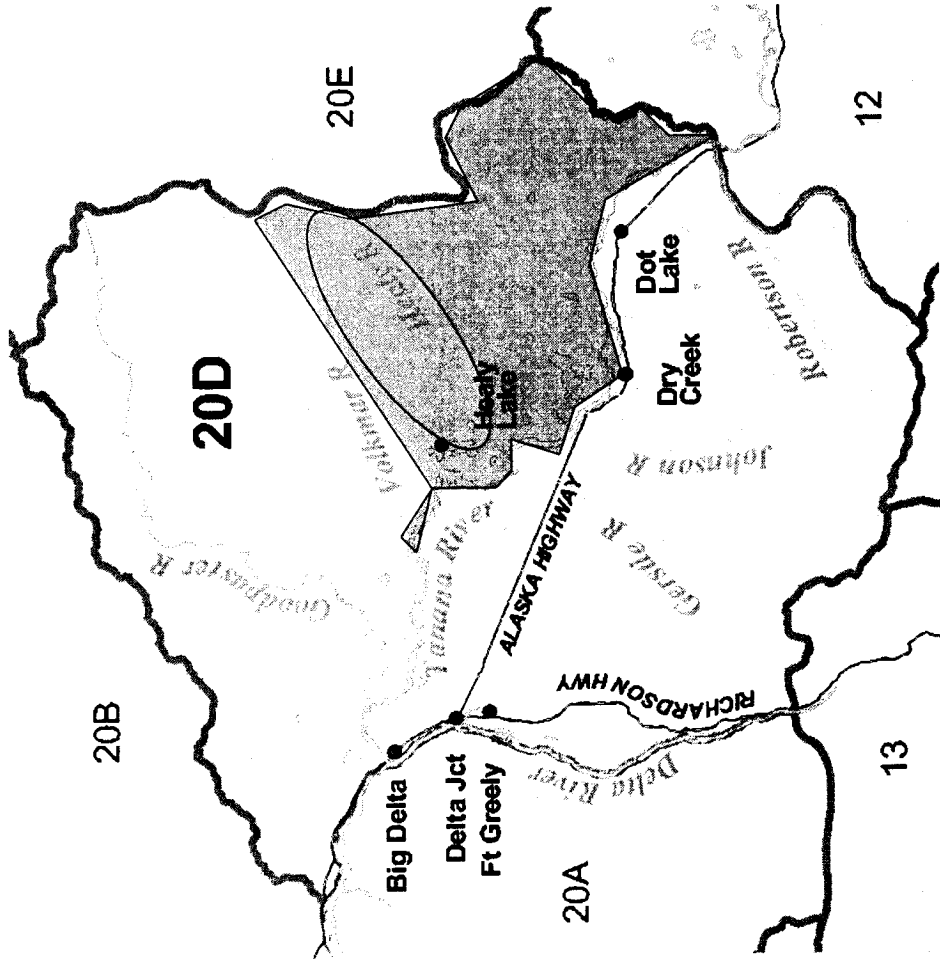 20E
20B
20D
12
Volkmar R
Healy R
Goodpaster R
Healy
Lake
Dot
Lake
Tanana River
Dry
Creek
Robertson R
Johnson R
ALASKA HIGHWAY
Gerstle R
Big Delta
Delta Jct
Ft Greely
RICHARDSON HWY
Delta River
20A
13